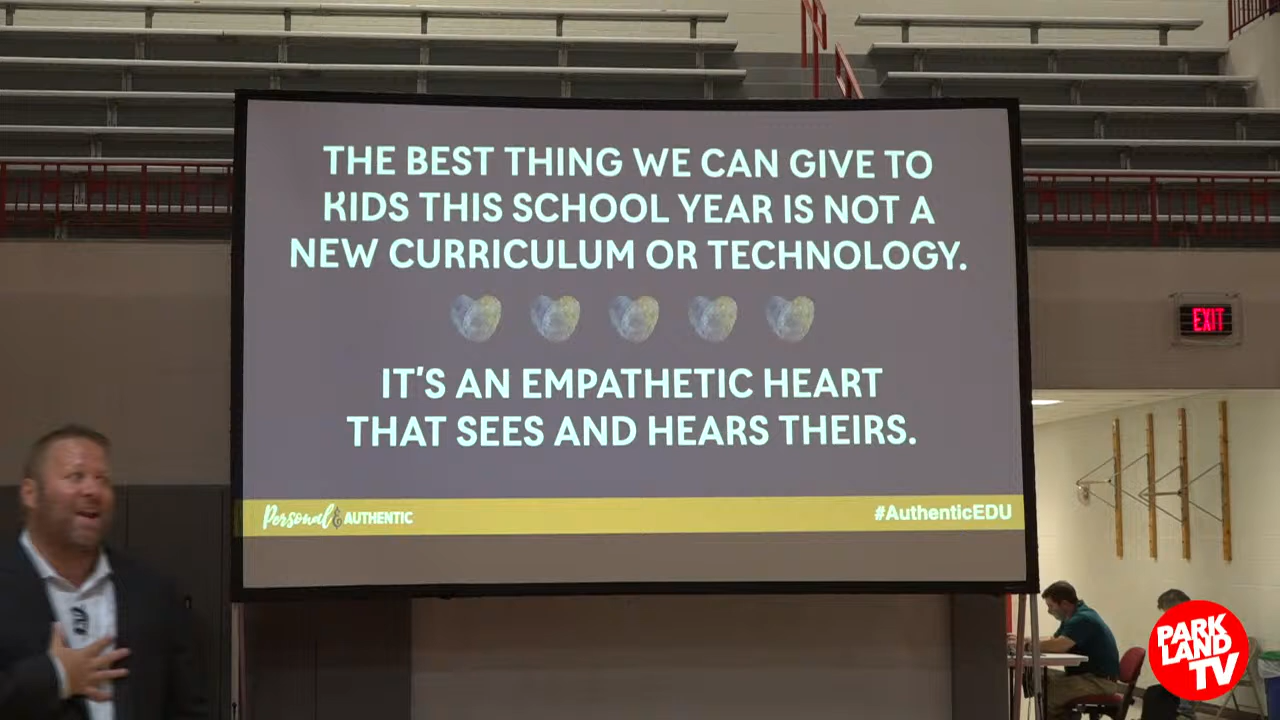 THE BEST THING WE CAN GIVE TO
KIDS THIS SCHOOL YEAR IS NOT A
NEW CURRICULUM OR TECHNOLOGY.
IT'S AN EMPATHETIC HEART
THAT SEES AND HEARS THEIRS.
Personal & AUTHENTIC
#AuthenticEDU
EXIT
PARK
LAND
TV